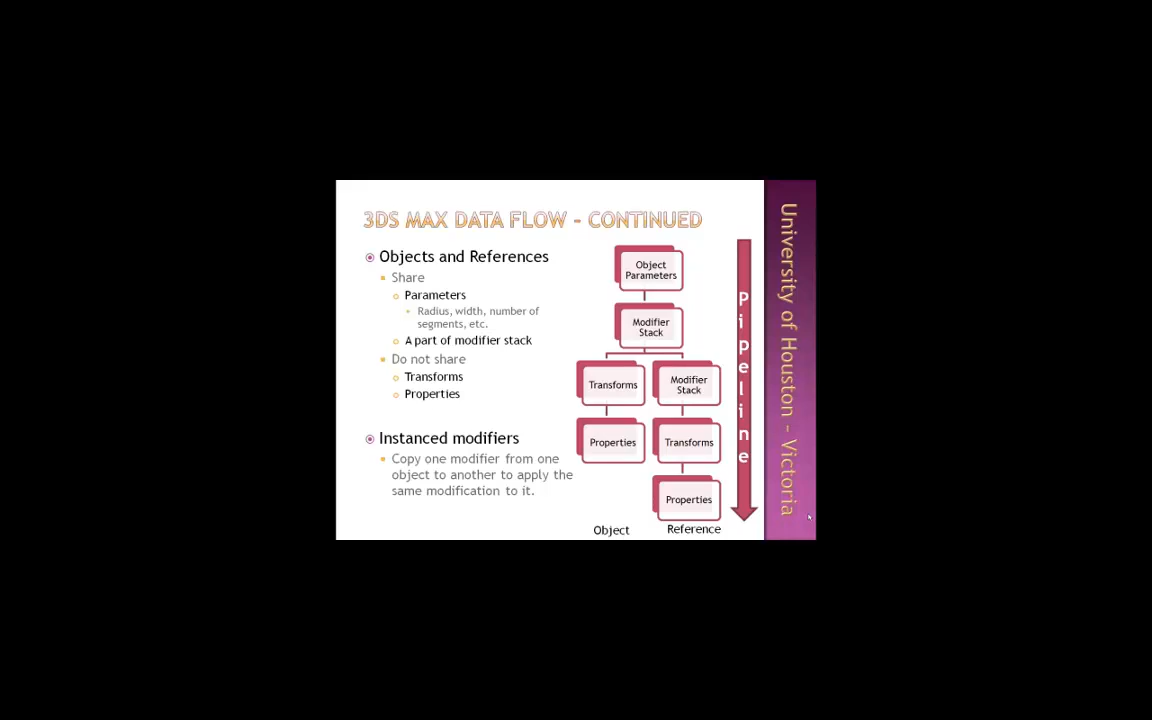 3DS MAX DATA FLOW - CONTINUED
Objects and References
Share
Parameters
Radius, width, number of
segments, etc.
A part of modifier stack
Do not share
Transforms
Properties
Instanced modifiers
Copy one modifier from one
object to another to apply the
same modification to it.
Object
Parameters
Modifier
Stack
Transforms
Modifier
Stack
Properties
Transforms
Properties
Object
Reference
Pipeline
University of Houston - Victoria